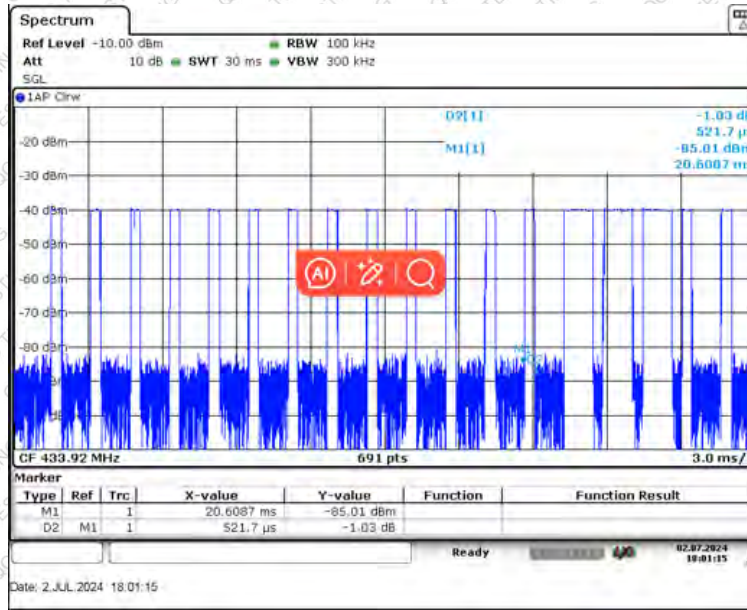 Spectrum
Ref Level -10.00 dBm RBW 100 kHz
Att 10 dB SWT 30 ms VBW 300 kHz
SGL
1AP Clrw
D2[1] -1.03 dB
521.7 µ
M1[1] -85.01 dBm
20.6087 ms
-20 dBm
-30 dBm
-40 dBm
-50 dBm
-60 dBm
-70 dBm
-80 dBm
AI
CF 433.92 MHz 691 pts 3.0 ms/
Marker
Type Ref Trc X-value Y-value Function Function Result
M1 1 20.6087 ms -85.01 dBm
D2 M1 1 521.7 µs -1.03 dB
Ready 02.07.2024
18:01:15
Date: 2.JUL.2024 18:01:15